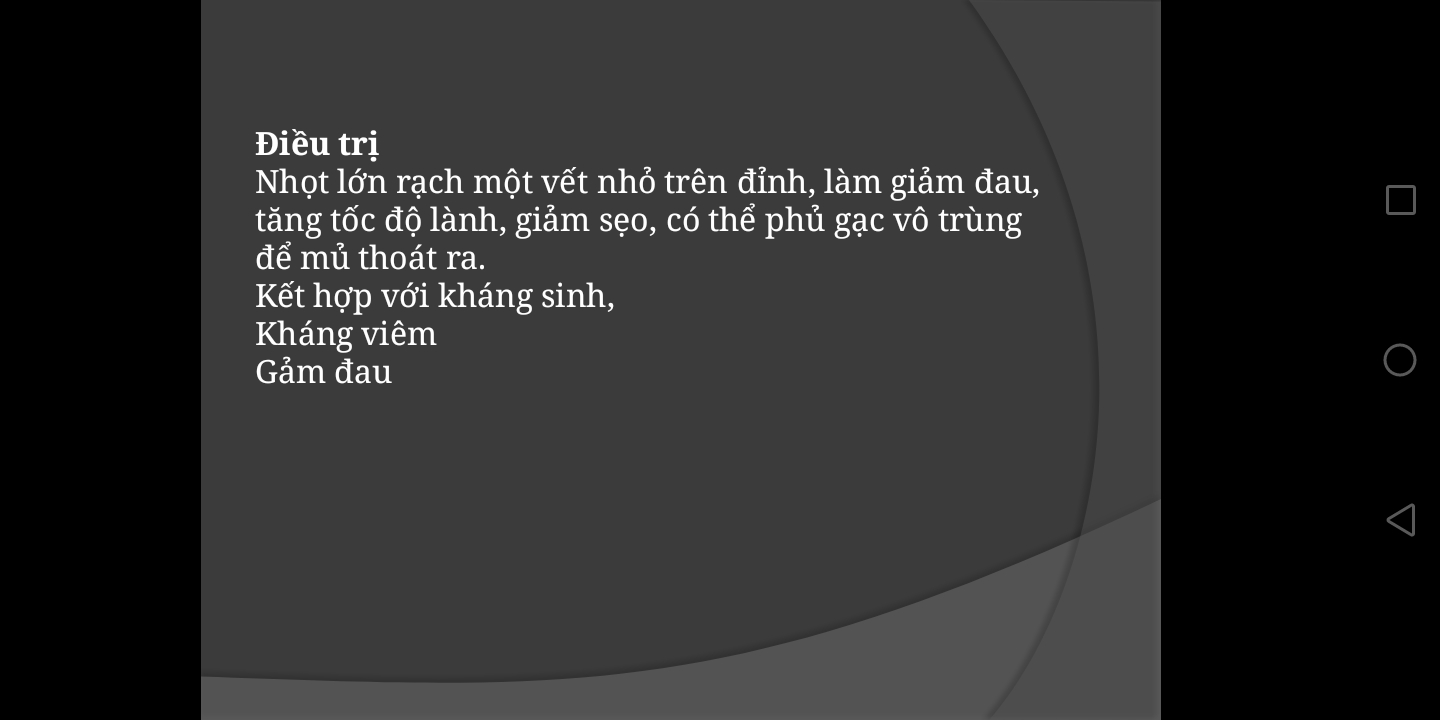 Điều trị
Nhọt lớn rạch một vết nhỏ trên đỉnh, làm giảm đau,
tăng tốc độ lành, giảm sẹo, có thể phủ gạc vô trùng
để mủ thoát ra.
Kết hợp với kháng sinh,
Kháng viêm
Gảm đau